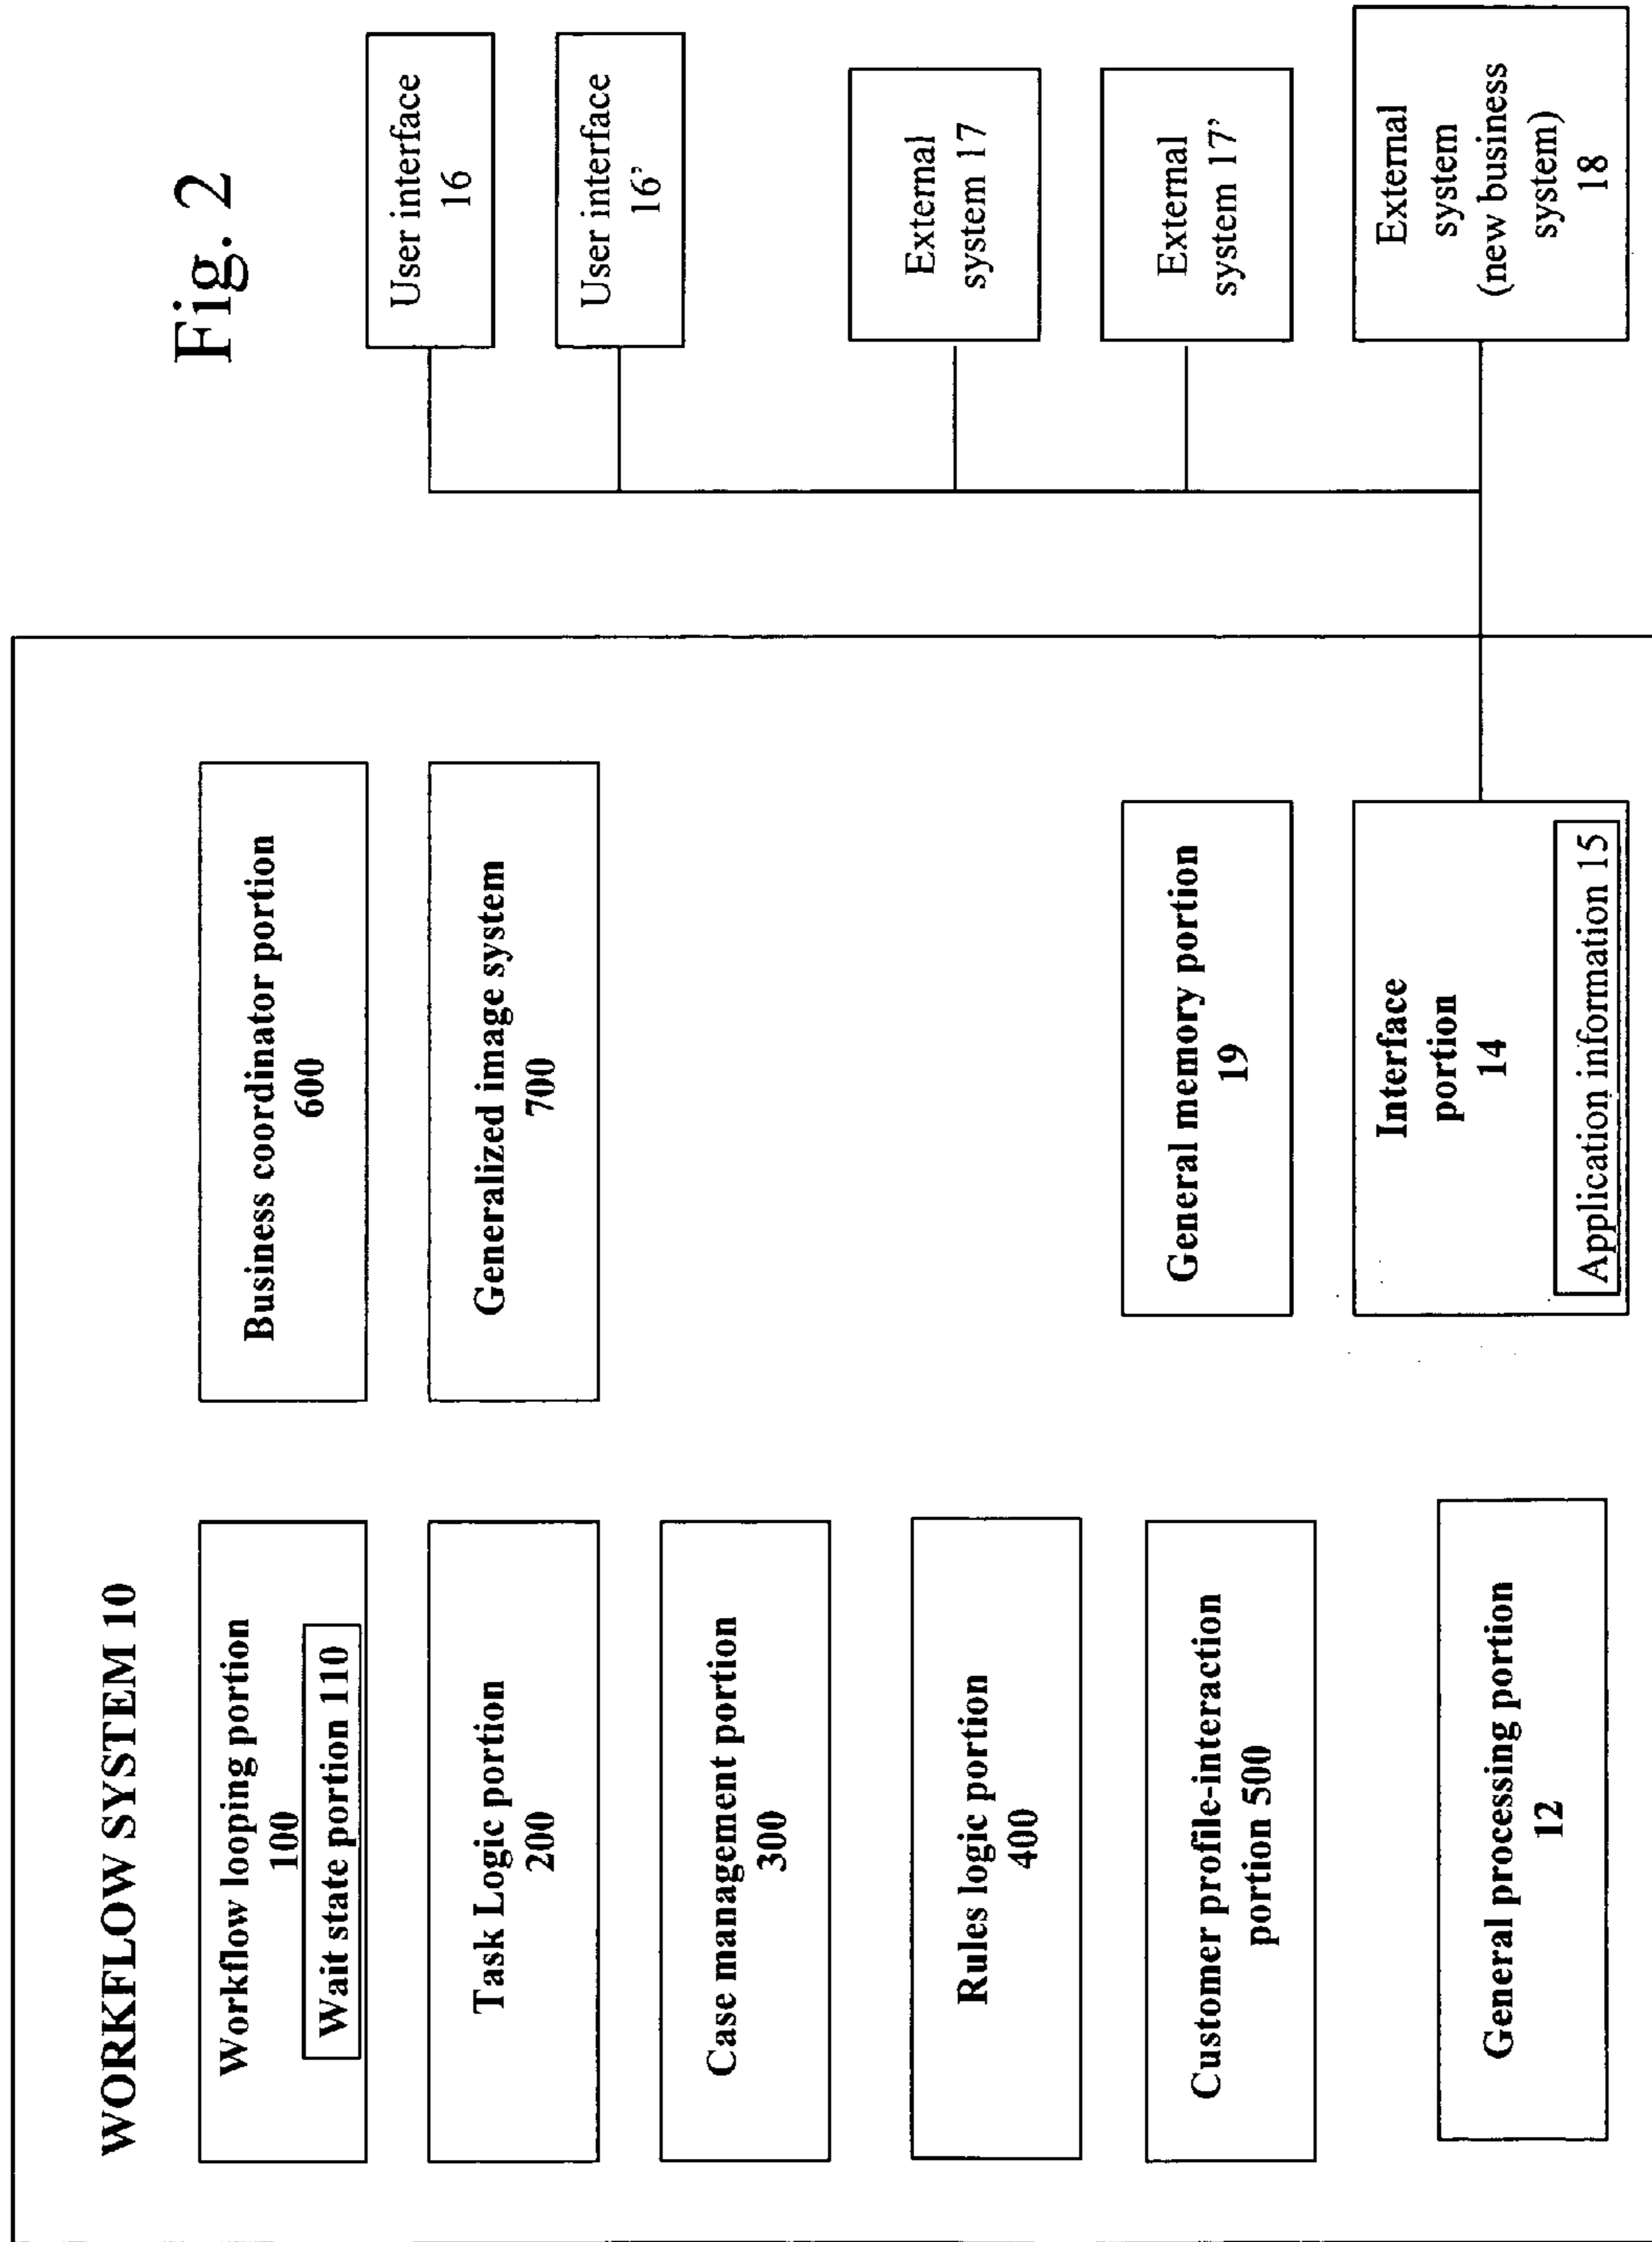 Fig. 2
WORKFLOW SYSTEM 10
Workflow looping portion
100
Wait state portion 110
Task Logic portion
200
Case management portion
300
Rules logic portion
400
Customer profile-interaction
portion 500
General processing portion
12
Business coordinator portion
600
Generalized image system
700
General memory portion
19
Interface
portion
14
Application information 15
User interface
16
User interface
16’
External
system 17
External
system 17’
External
system
(new business
system)
18